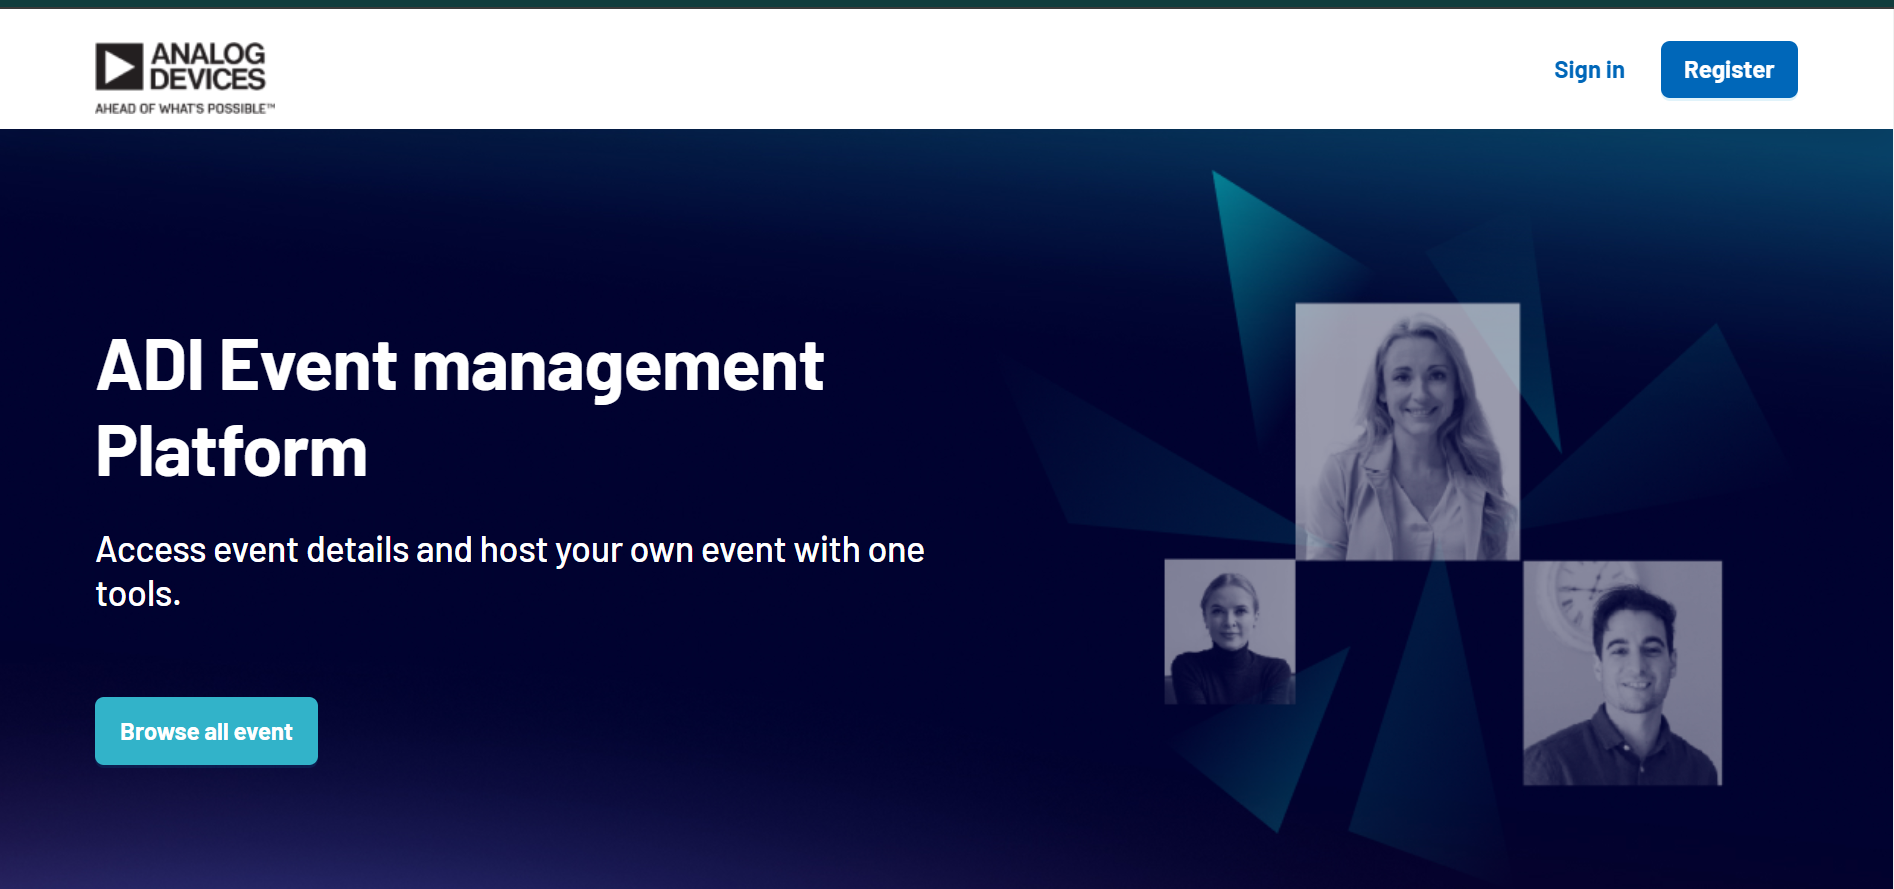 ANALOG
DEVICES
AHEAD OF WHAT'S POSSIBLE™
Sign in
Register
ADI Event management
Platform
Access event details and host your own event with one
tools.
Browse all event